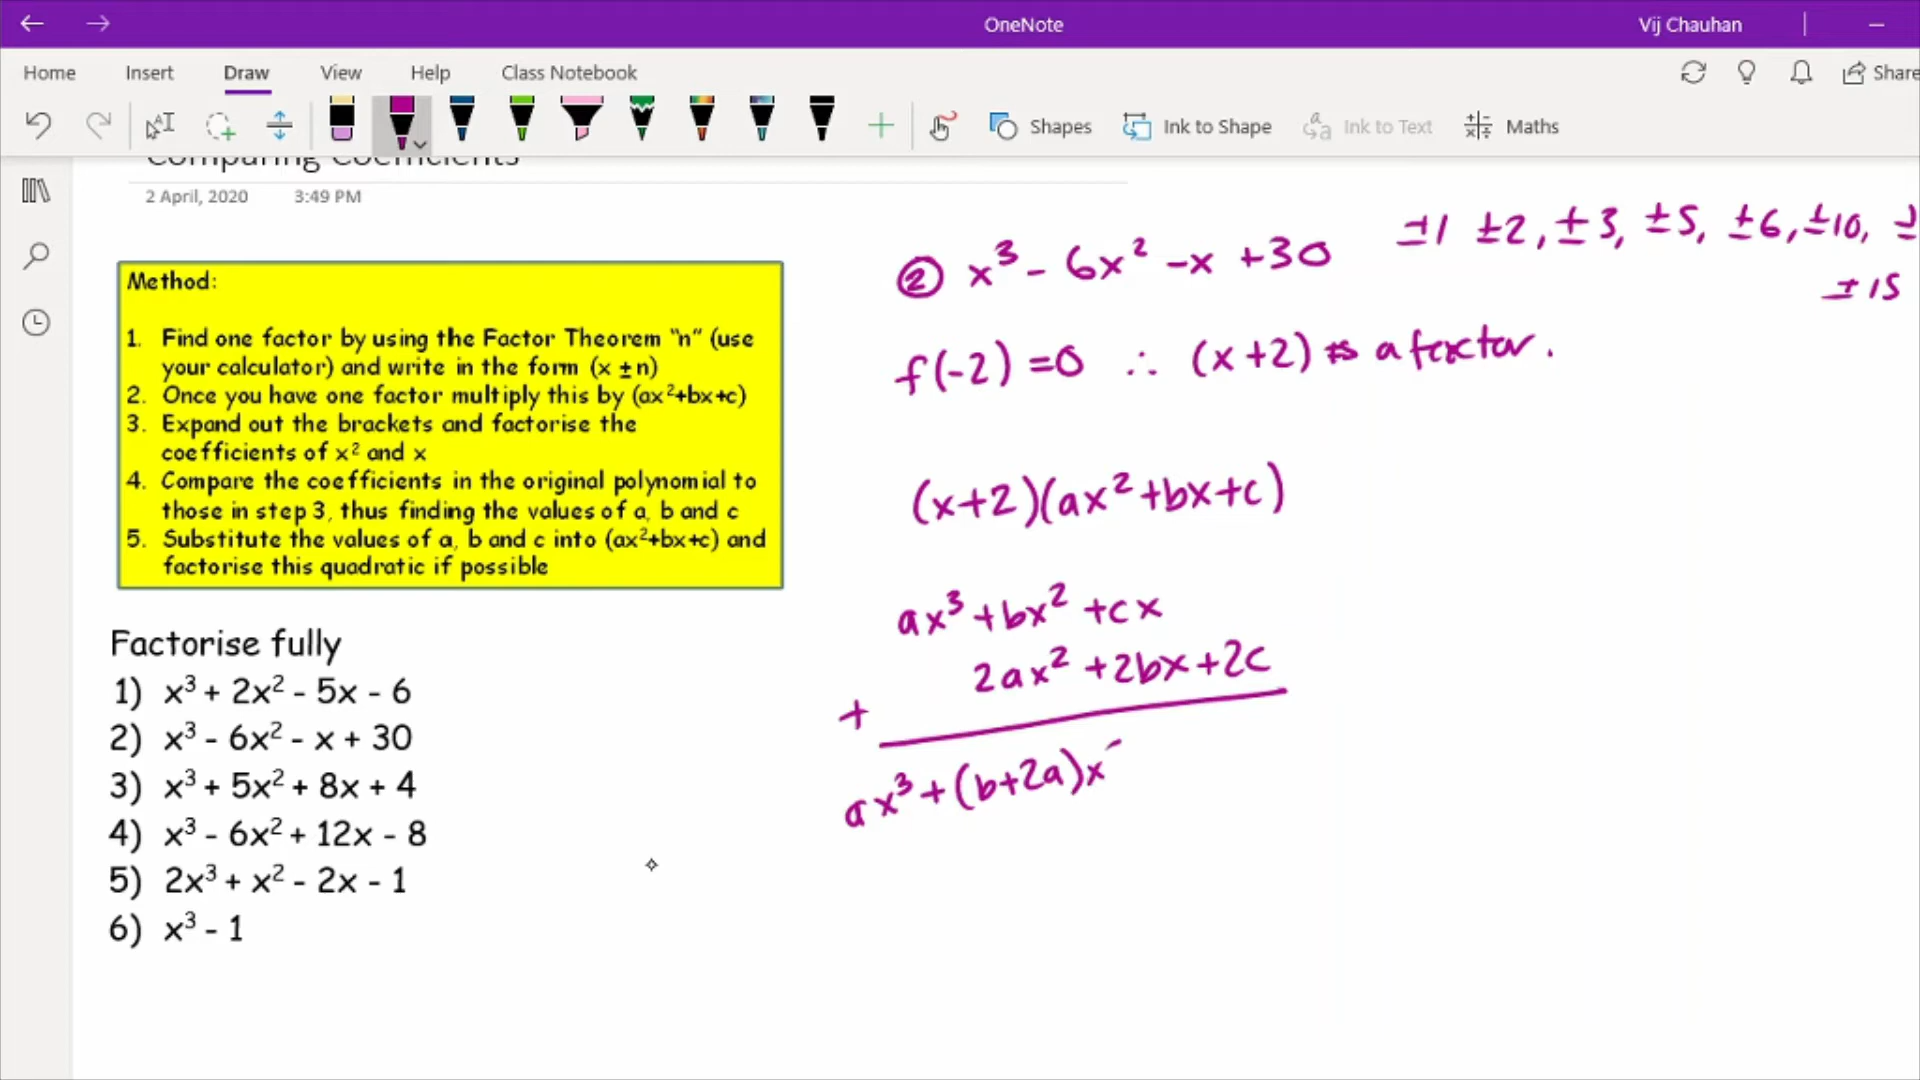 OneNote
Vij Chauhan
Home Insert Draw View Help Class Notebook
Share
Shapes Ink to Shape Ink to Text Maths
Comparing Coefficients
2 April, 2020 3:49 PM
Method:
1. Find one factor by using the Factor Theorem “n” (use
your calculator) and write in the form (x ± n)
2. Once you have one factor multiply this by (ax²+bx+c)
3. Expand out the brackets and factorise the
coefficients of x² and x
4. Compare the coefficients in the original polynomial to
those in step 3, thus finding the values of a, b and c
5. Substitute the values of a, b and c into (ax²+bx+c) and
factorise this quadratic if possible
Factorise fully
1) x³ + 2x² - 5x - 6
2) x³ - 6x² - x + 30
3) x³ + 5x² + 8x + 4
4) x³ - 6x² + 12x - 8
5) 2x³ + x² - 2x - 1
6) x³ - 1
② x³ - 6x² - x + 30
±1 ±2, ±3, ±5, ±6, ±10,
±15
f(-2) = 0 ∴ (x+2) is a factor.
(x+2)(ax²+bx+c)
ax³ + bx² + cx
2ax² + 2bx + 2c
+
ax³ + (b+2a)x